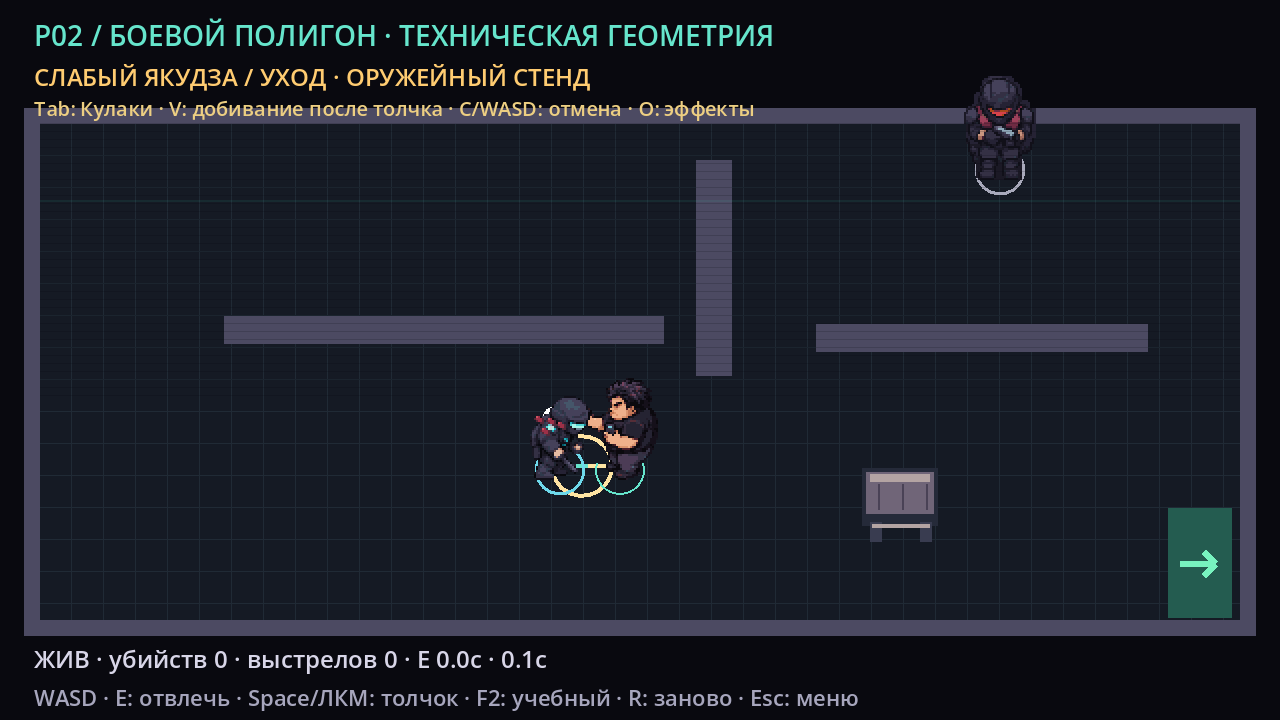 P02 / БОЕВОЙ ПОЛИГОН · ТЕХНИЧЕСКАЯ ГЕОМЕТРИЯ
СЛАБЫЙ ЯКУДЗА / УХОД · ОРУЖЕЙНЫЙ СТЕНД
Tab: Кулаки · V: добивание после толчка · C/WASD: отмена · O: эффекты
ЖИВ · убийств 0 · выстрелов 0 · E 0.0с · 0.1с
WASD · E: отвлечь · Space/ЛКМ: толчок · F2: учебный · R: заново · Esc: меню